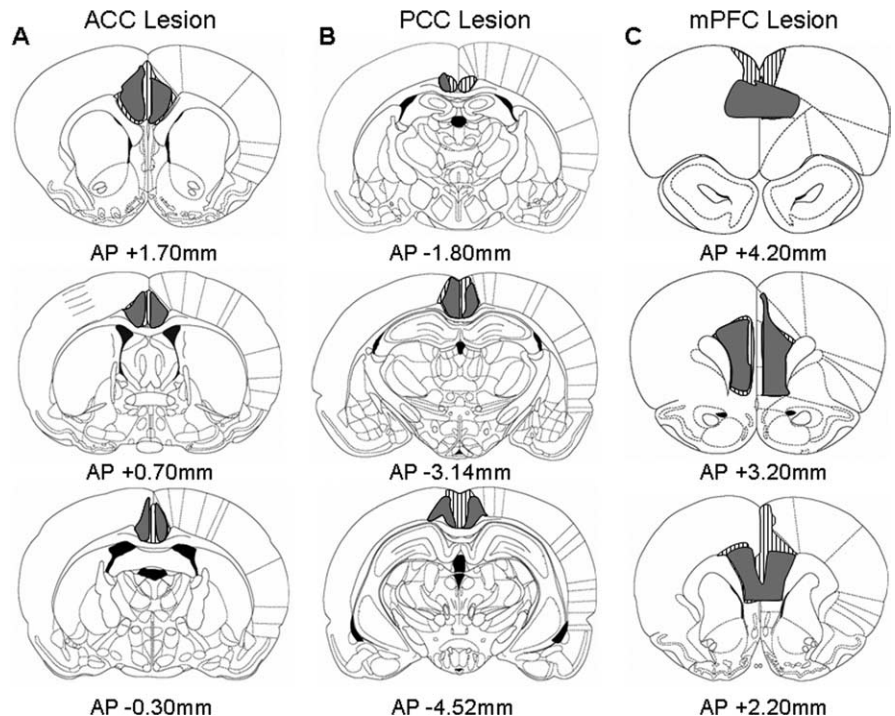 ACC Lesion PCC Lesion mPFC Lesion
A B C
AP +1.70mm AP -1.80mm AP +4.20mm
AP +0.70mm AP -3.14mm AP +3.20mm
AP -0.30mm AP -4.52mm AP +2.20mm